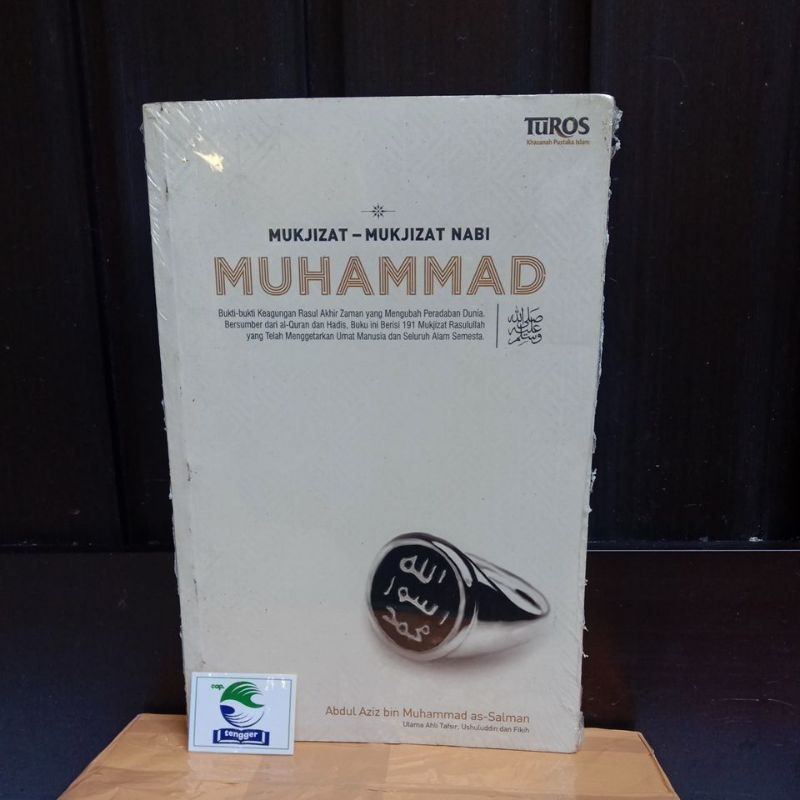 TUROS
Khasanah Pustaka Islam
MUKJIZAT – MUKJIZAT NABI
MUHAMMAD
Bukti-bukti Keagungan Rasul Akhir Zaman yang Mengubah Peradaban Dunia.
Bersumber dari al-Quran dan Hadis, Buku ini Berisi 191 Mukjizat Rasulullah
yang Telah Menggetarkan Umat Manusia dan Seluruh Alam Semesta.
صلى الله
عليه
وسلم
الله
رسول
محمد
Abdul Aziz bin Muhammad as-Salman
Ulama Ahli Tafsir, Ushuluddin dan Fikih
cap.
tengger